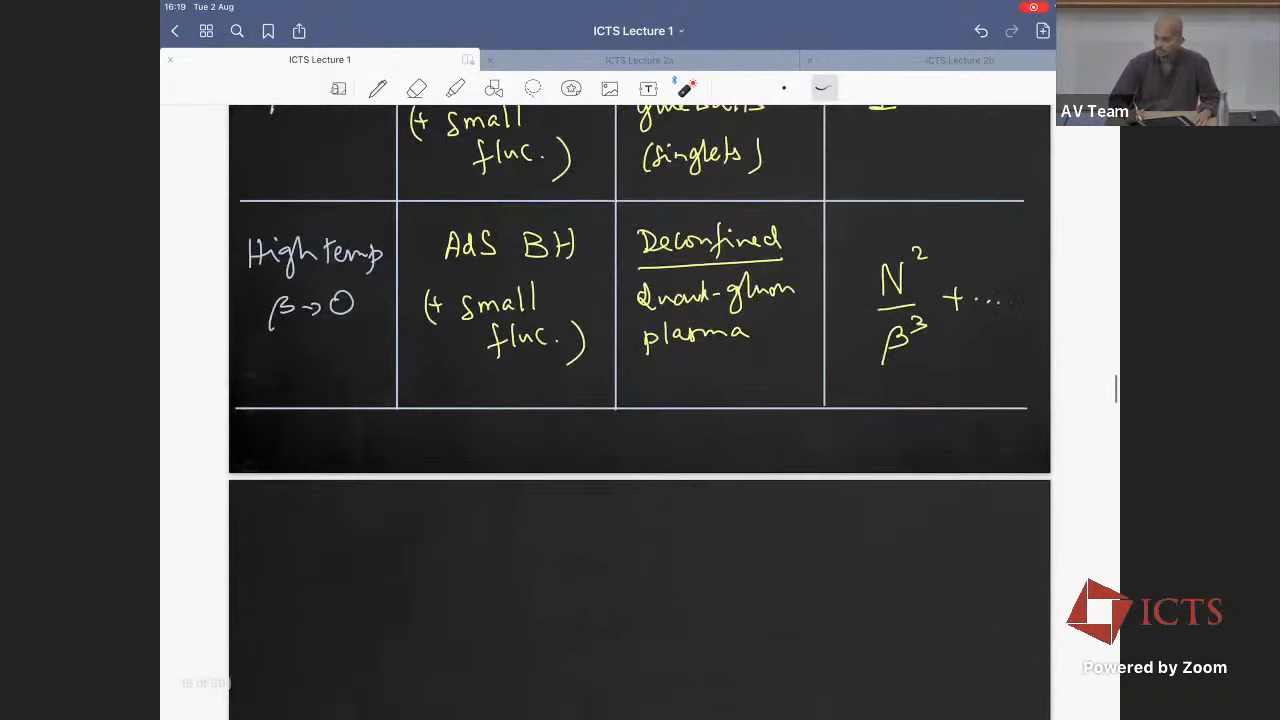 16:19 Tue 2 Aug
ICTS Lecture 1
ICTS Lecture 1
ICTS Lecture 2a
ICTS Lecture 2b
AV Team
(+ small
fluc.)
(singlets)
High temp
β → 0
AdS BH
(+ small
fluc.)
Deconfined
Quark-gluon
plasma
N²
β³
+ ....
ICTS
Powered by Zoom